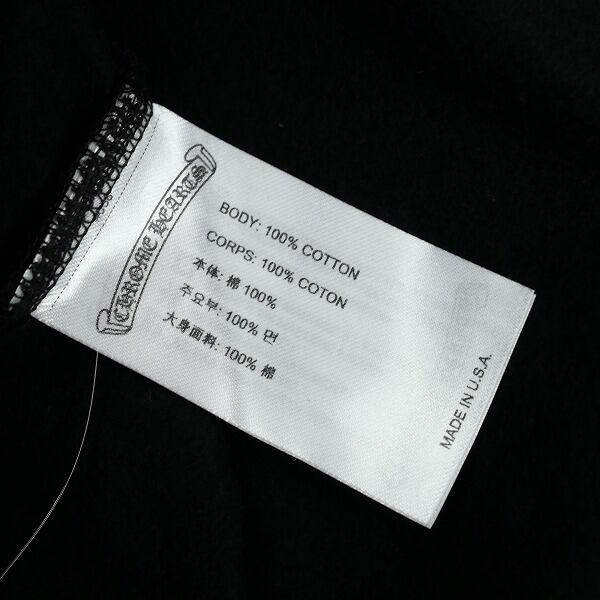 CHROME HEARTS
BODY: 100% COTTON
CORPS: 100% COTON
本体: 棉 100%
주요부: 100% 면
大身面料: 100% 棉
MADE IN U.S.A.